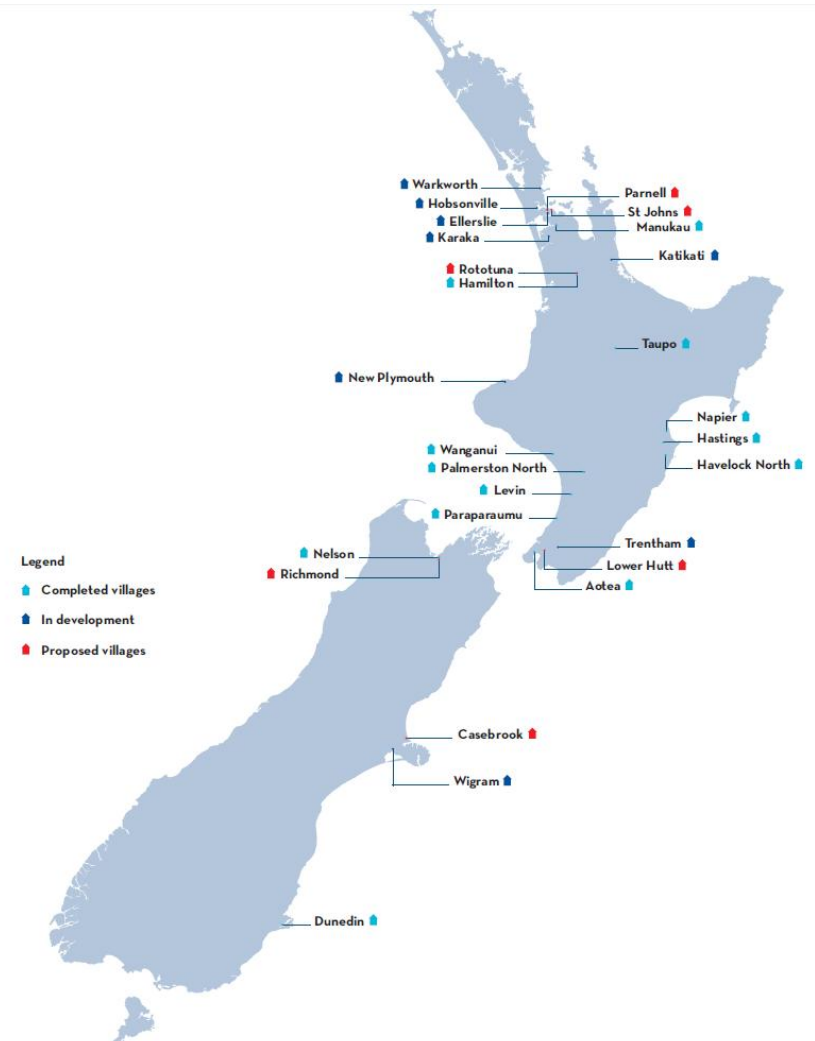 Warkworth
Hobsonville
Ellerslie
Karaka
Parnell
St Johns
Manukau
Katikati
Rototuna
Hamilton
Taupo
New Plymouth
Napier
Hastings
Havelock North
Wanganui
Palmerston North
Levin
Paraparaumu
Trentham
Lower Hutt
Aotea
Nelson
Richmond
Legend
Completed villages
In development
Proposed villages
Casebrook
Wigram
Dunedin